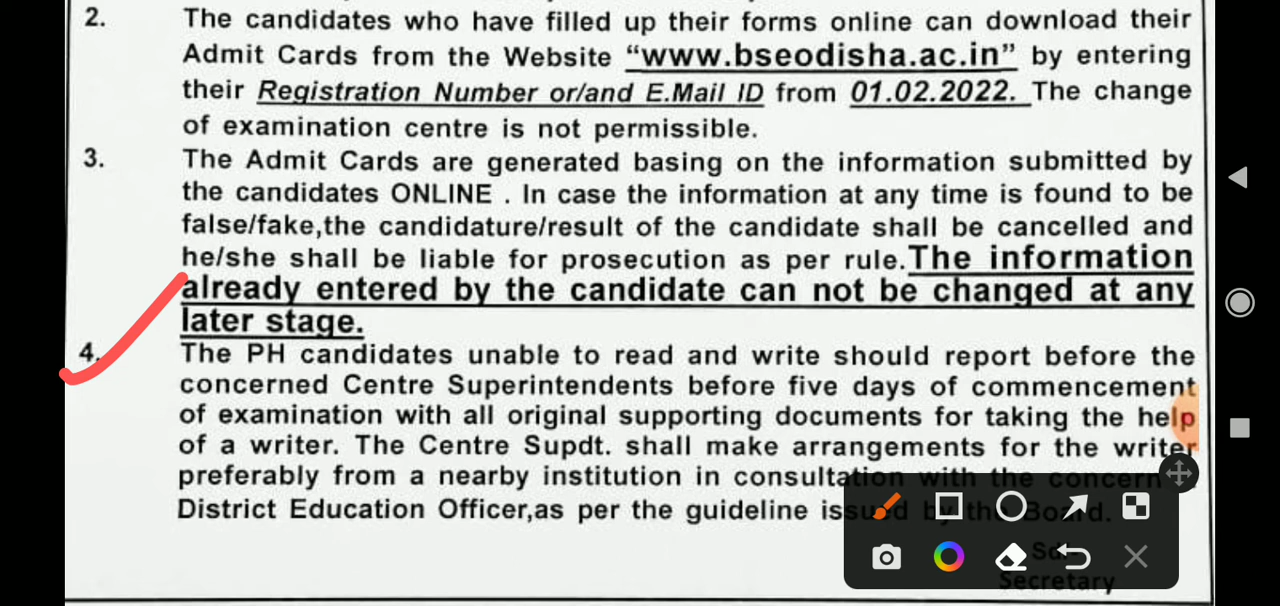 2. The candidates who have filled up their forms online can download their
Admit Cards from the Website “www.bseodisha.ac.in” by entering
their Registration Number or/and E.Mail ID from 01.02.2022. The change
of examination centre is not permissible.
3. The Admit Cards are generated basing on the information submitted by
the candidates ONLINE . In case the information at any time is found to be
false/fake,the candidature/result of the candidate shall be cancelled and
he/she shall be liable for prosecution as per rule.The information
already entered by the candidate can not be changed at any
later stage.
4. The PH candidates unable to read and write should report before the
concerned Centre Superintendents before five days of commencement
of examination with all original supporting documents for taking the help
of a writer. The Centre Supdt. shall make arrangements for the writer
preferably from a nearby institution in consultation with the
District Education Officer,as per the guideline issued by the Board.
Secretary